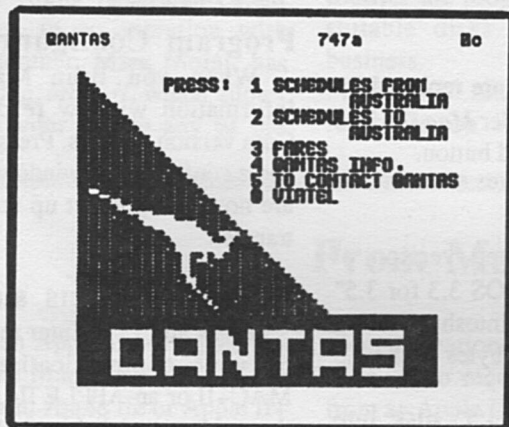 QANTAS 747a
PRESS: 1 SCHEDULES FROM
AUSTRALIA
2 SCHEDULES TO
AUSTRALIA
3 FARES
4 QANTAS INFO.
5 TO CONTACT QANTAS
0 VIATEL
QANTAS